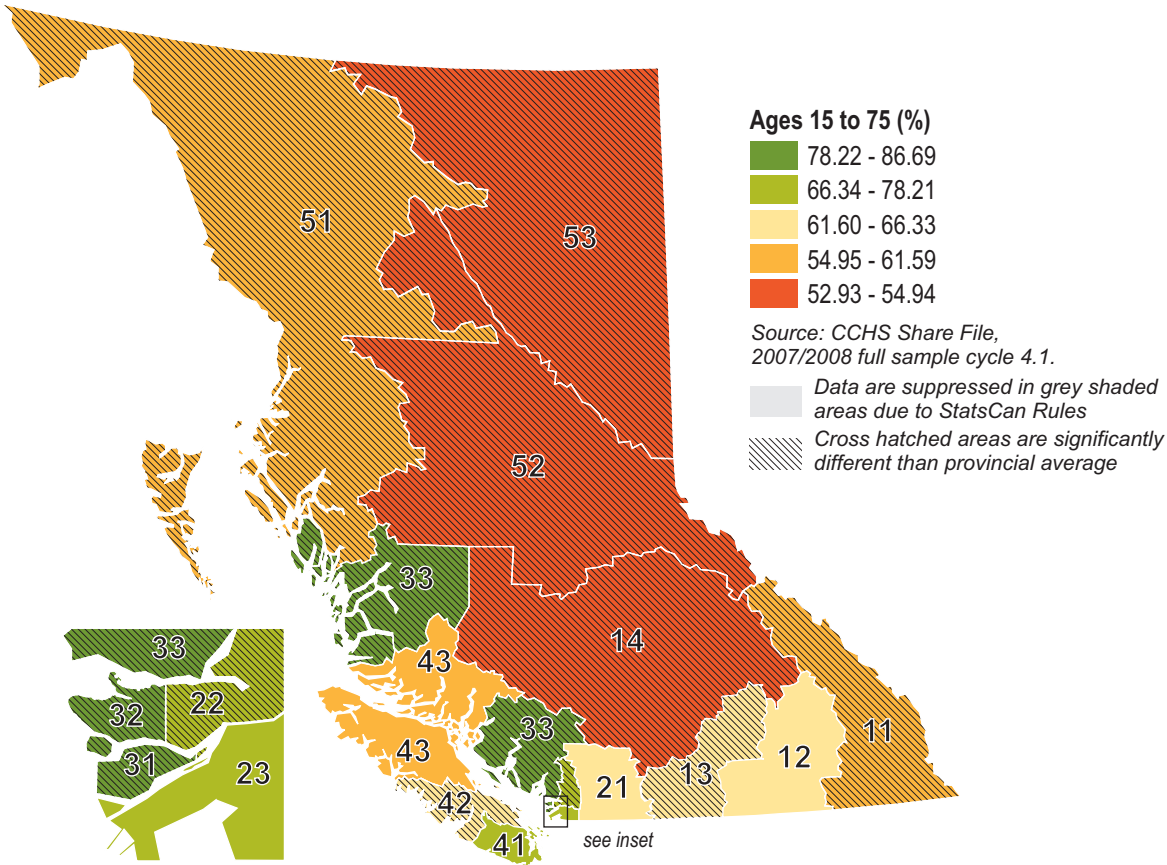 Ages 15 to 75 (%)
78.22 - 86.69
66.34 - 78.21
61.60 - 66.33
54.95 - 61.59
52.93 - 54.94
Source: CCHS Share File,
2007/2008 full sample cycle 4.1.
Data are suppressed in grey shaded
areas due to StatsCan Rules
Cross hatched areas are significantly
different than provincial average
51
53
52
33
14
43
33
43
42
41
21
13
12
11
see inset
33
32
22
31
23